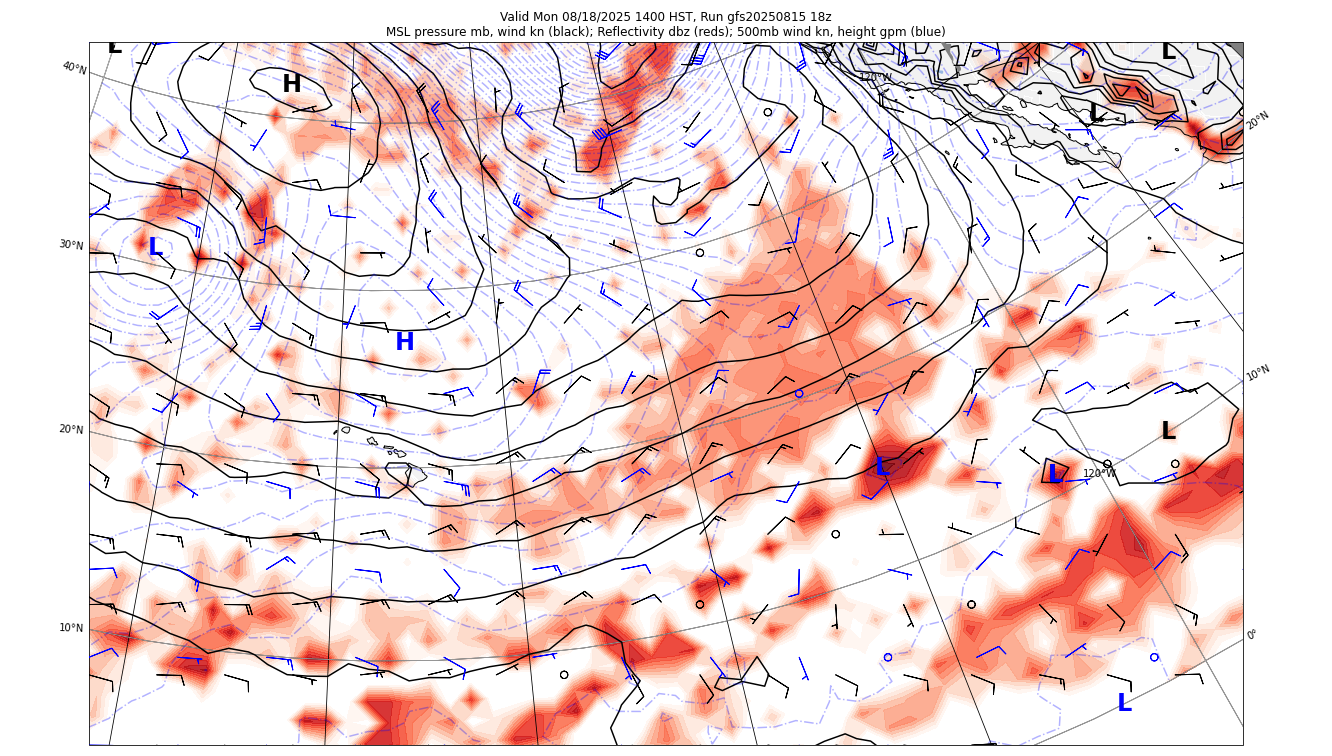 Valid Mon 08/18/2025 1400 HST, Run gfs20250815 18z
MSL pressure mb, wind kn (black); Reflectivity dbz (reds); 500mb wind kn, height gpm (blue)
L
L
40°N
120°W
H
L
20°N
30°N
L
H
10°N
20°N
L
L
L
120°W
10°N
0°
L